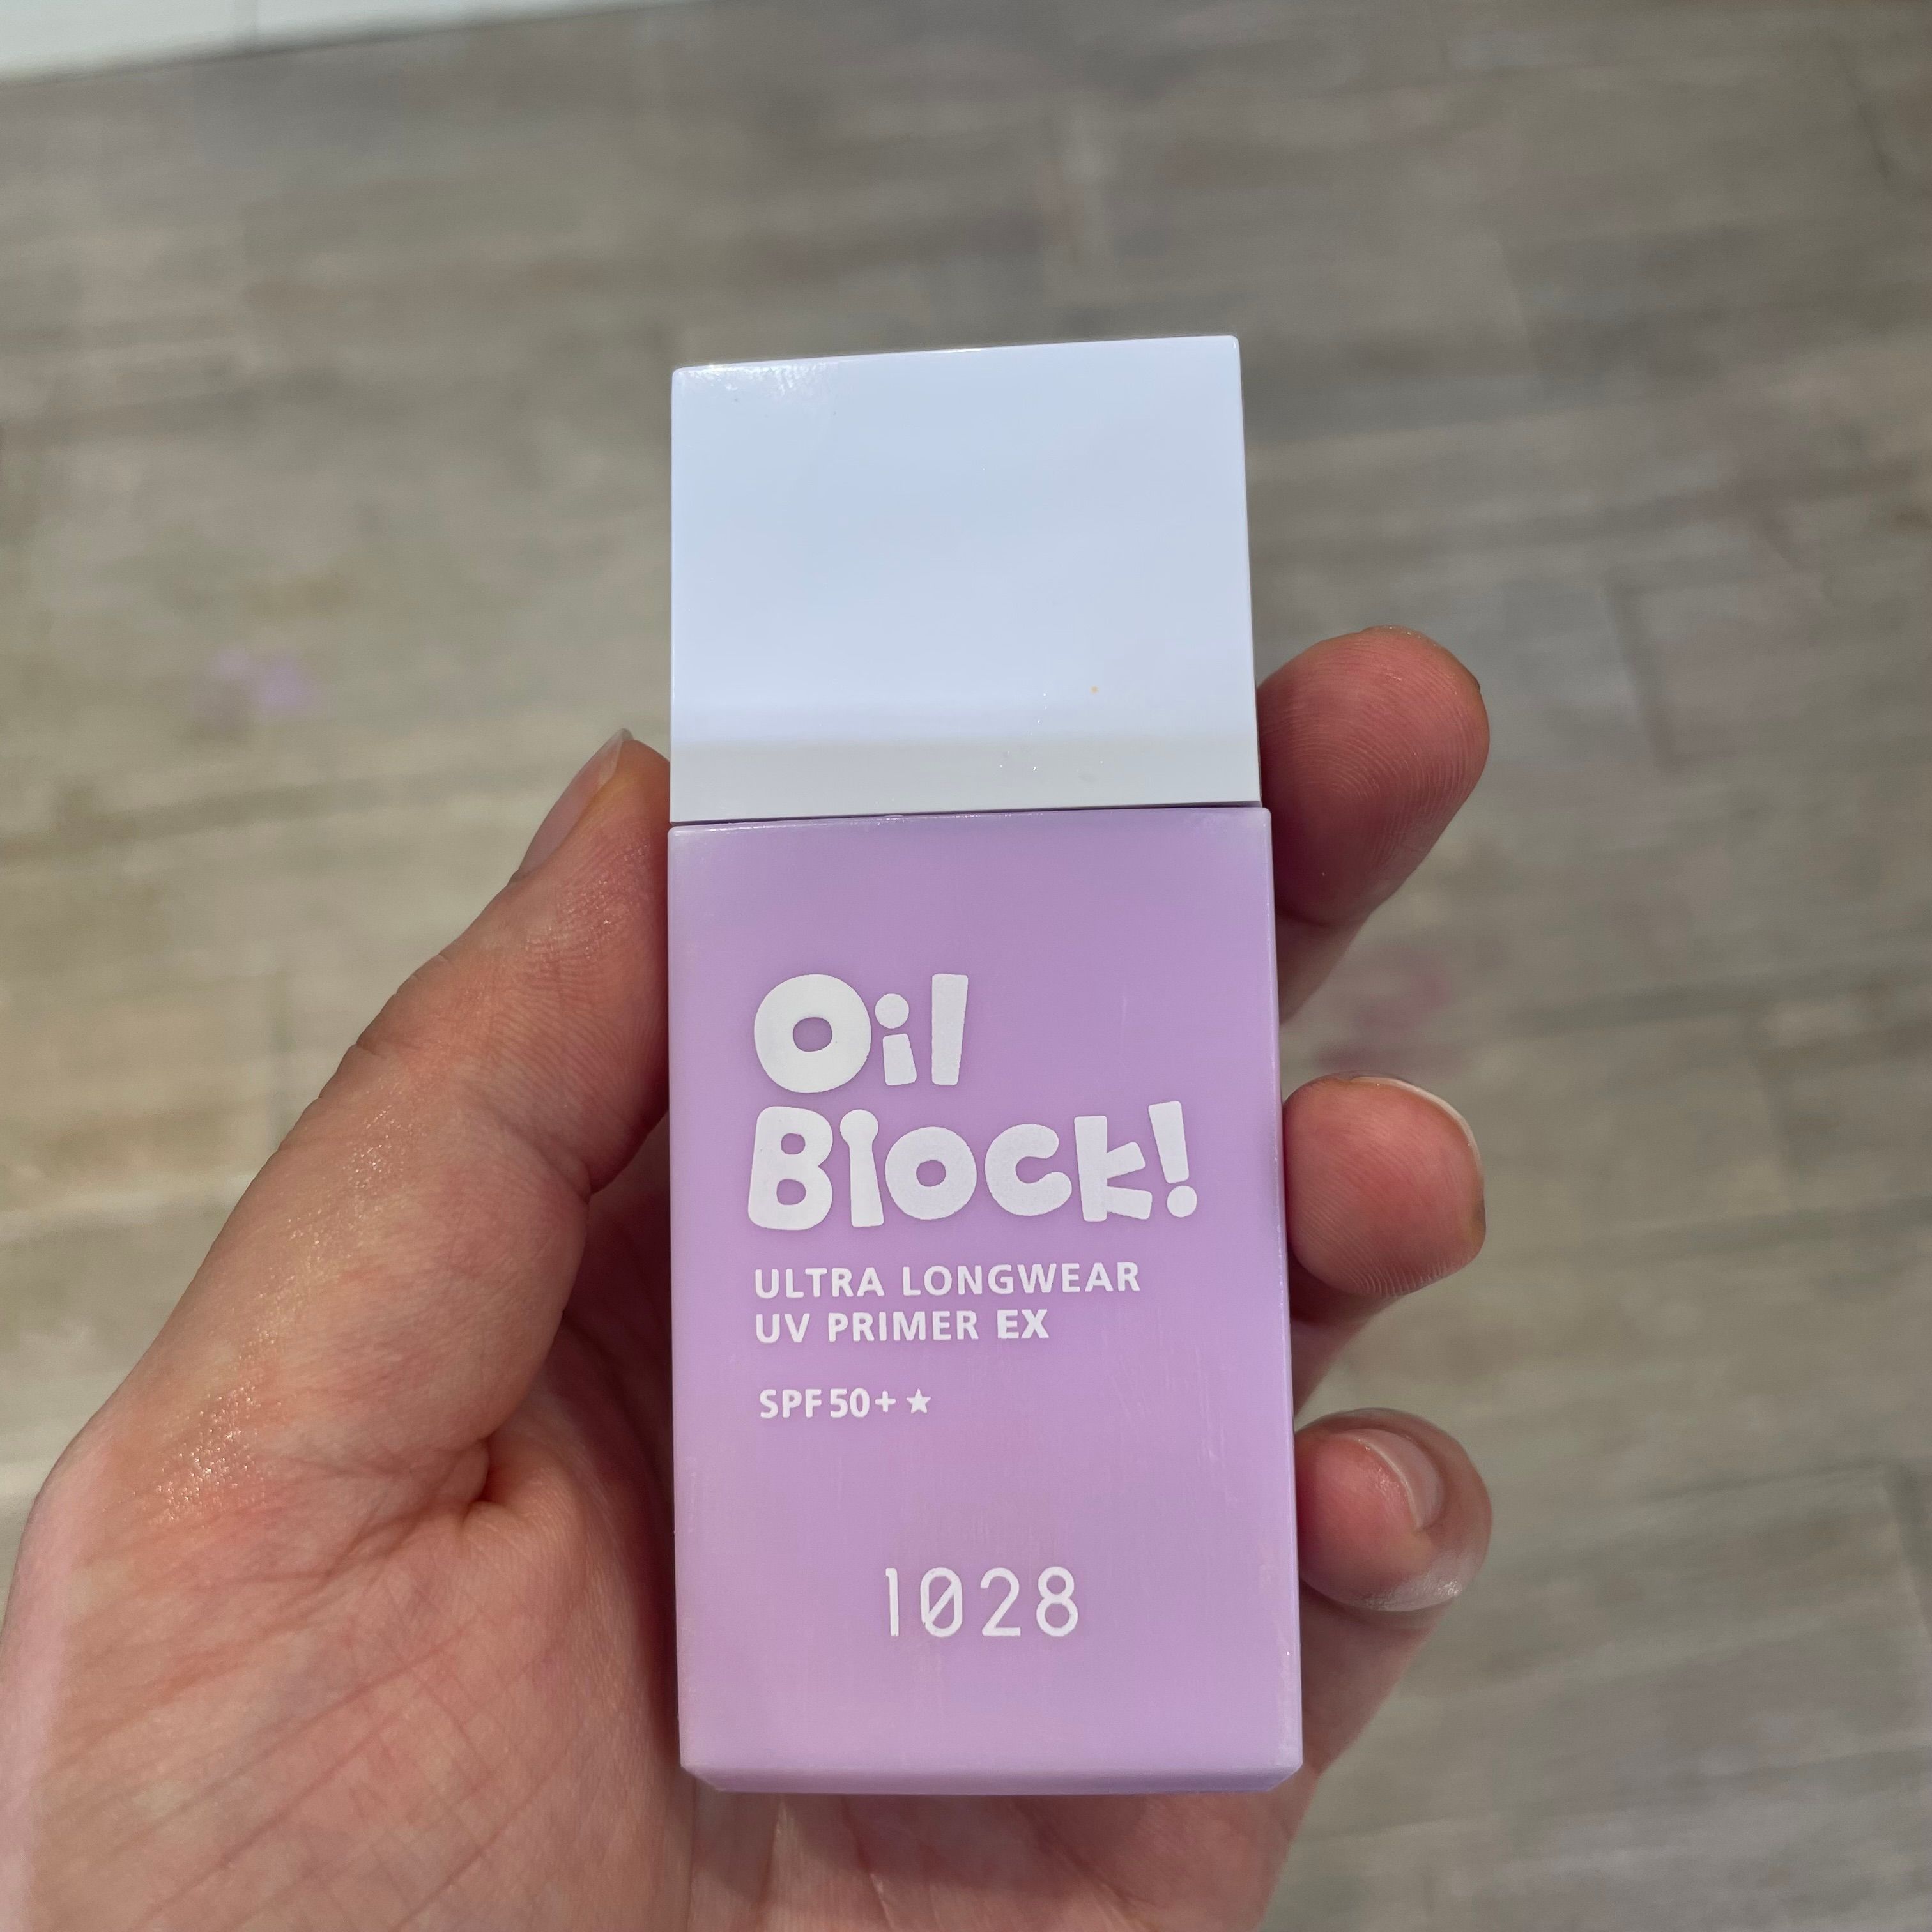 Oil
Block!
ULTRA LONGWEAR
UV PRIMER EX
SPF 50+ ★
1028